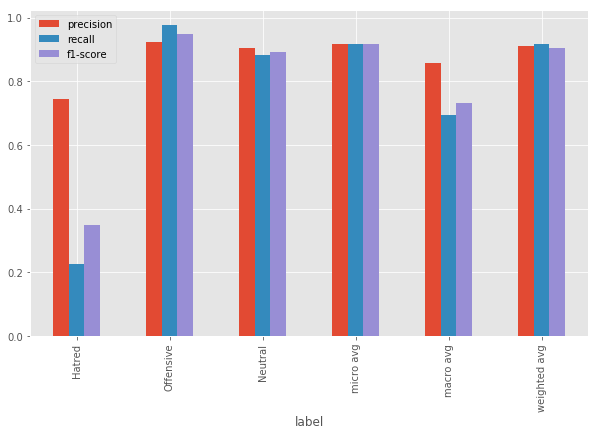 precision
recall
f1-score
1.0
0.8
0.6
0.4
0.2
0.0
Hatred
Offensive
Neutral
micro avg
macro avg
weighted avg
label